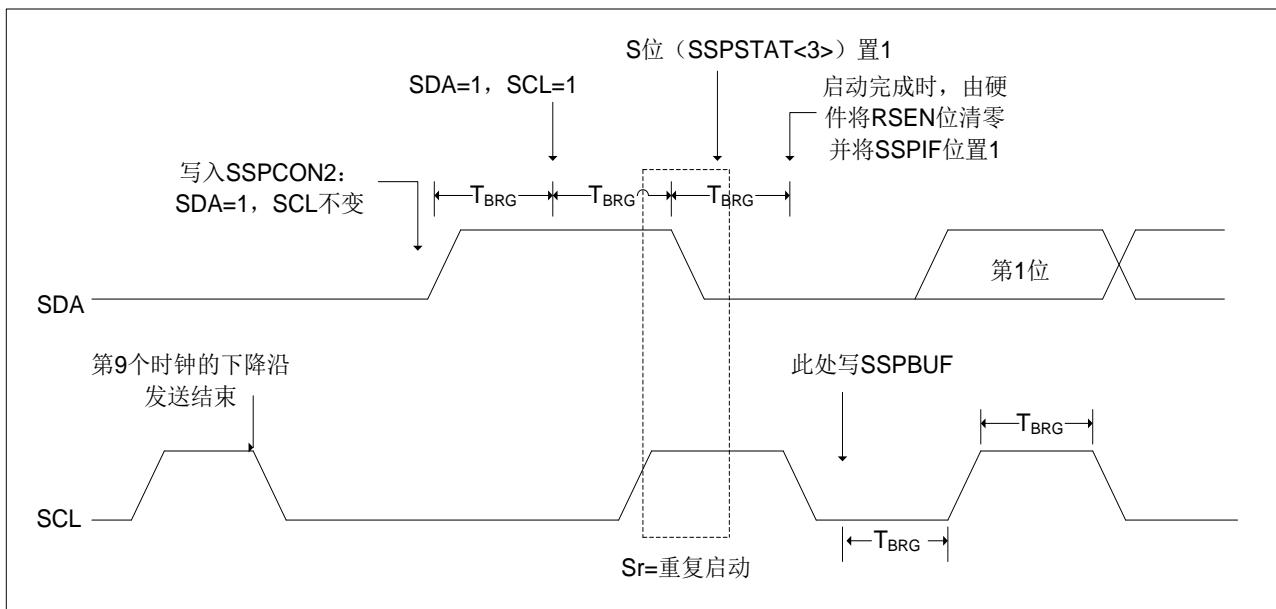 S位（SSPSTAT<3>）置1
SDA=1，SCL=1
启动完成时，由硬
件将RSEN位清零
并将SSPIF位置1
写入SSPCON2：
SDA=1，SCL不变
TBRG
TBRG
TBRG
第1位
SDA
第9个时钟的下降沿
发送结束
此处写SSPBUF
TBRG
SCL
TBRG
Sr=重复启动